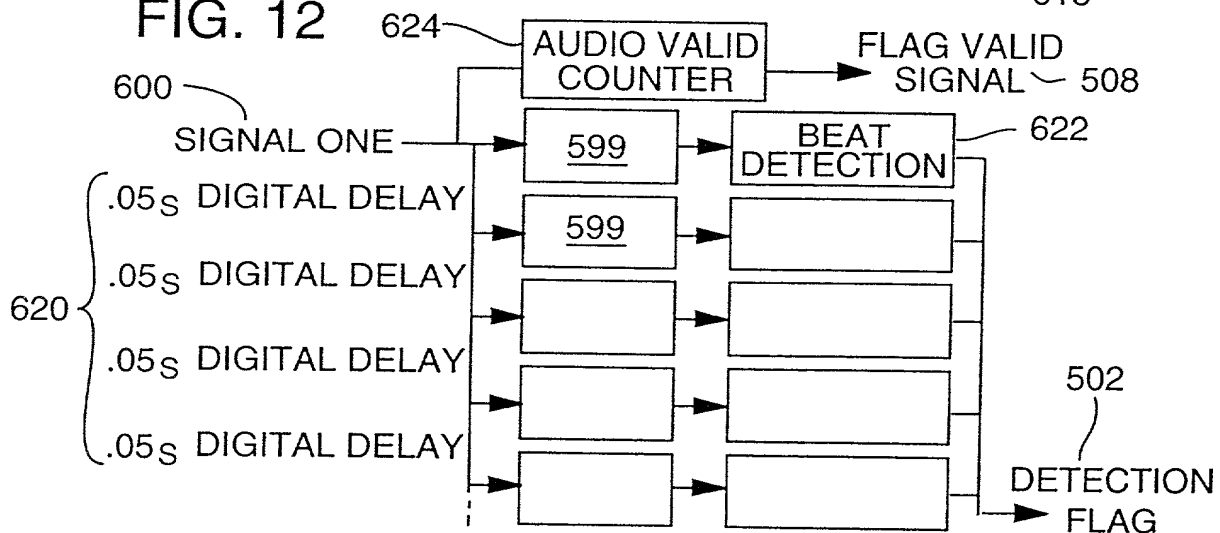 FIG. 12
624
AUDIO VALID
COUNTER
FLAG VALID
SIGNAL
508
600
SIGNAL ONE
599
BEAT
DETECTION
622
.05s DIGITAL DELAY
599
.05s DIGITAL DELAY
620
.05s DIGITAL DELAY
.05s DIGITAL DELAY
502
DETECTION
FLAG